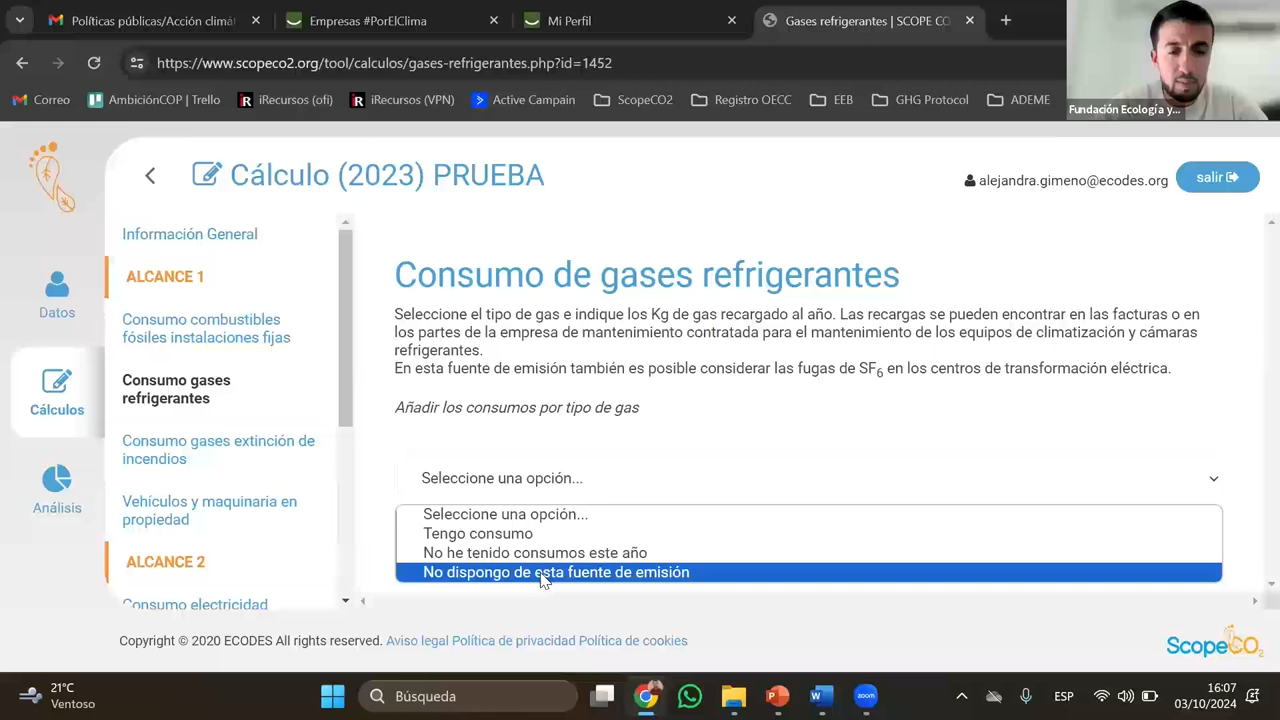 Políticas públicas/Acción climát
Empresas #PorElClima
Mi Perfil
Gases refrigerantes | SCOPE CO
https://www.scopeco2.org/tool/calculos/gases-refrigerantes.php?id=1452
Correo
AmbiciónCOP | Trello
iRecursos (ofi)
iRecursos (VPN)
Active Campain
ScopeCO2
Registro OECC
EEB
GHG Protocol
ADEME
Fundación Ecología y...
Cálculo (2023) PRUEBA
alejandra.gimeno@ecodes.org
salir
Datos
Cálculos
Análisis
Información General
ALCANCE 1
Consumo combustibles
fósiles instalaciones fijas
Consumo gases
refrigerantes
Consumo gases extinción de
incendios
Vehículos y maquinaria en
propiedad
ALCANCE 2
Consumo electricidad
Consumo de gases refrigerantes
Seleccione el tipo de gas e indique los Kg de gas recargado al año. Las recargas se pueden encontrar en las facturas o en
los partes de la empresa de mantenimiento contratada para el mantenimiento de los equipos de climatización y cámaras
refrigerantes.
En esta fuente de emisión también es posible considerar las fugas de SF6 en los centros de transformación eléctrica.
Añadir los consumos por tipo de gas
Seleccione una opción...
Seleccione una opción...
Tengo consumo
No he tenido consumos este año
No dispongo de esta fuente de emisión
Copyright © 2020 ECODES All rights reserved. Aviso legal Política de privacidad Política de cookies
ScopeCO2
21°C
Ventoso
Búsqueda
zoom
ESP
16:07
03/10/2024